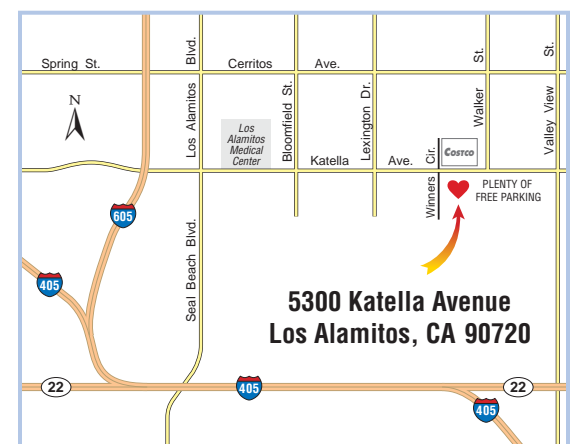 Spring St.
Cerritos
Ave.
Los Alamitos Blvd.
Bloomfield St.
Lexington Dr.
Walker St.
Valley View St.
N
Los
Alamitos
Medical
Center
Katella
Ave.
Winners Cir.
COSTCO
PLENTY OF
FREE PARKING
605
405
Seal Beach Blvd.
5300 Katella Avenue
Los Alamitos, CA 90720
22
405
22
405